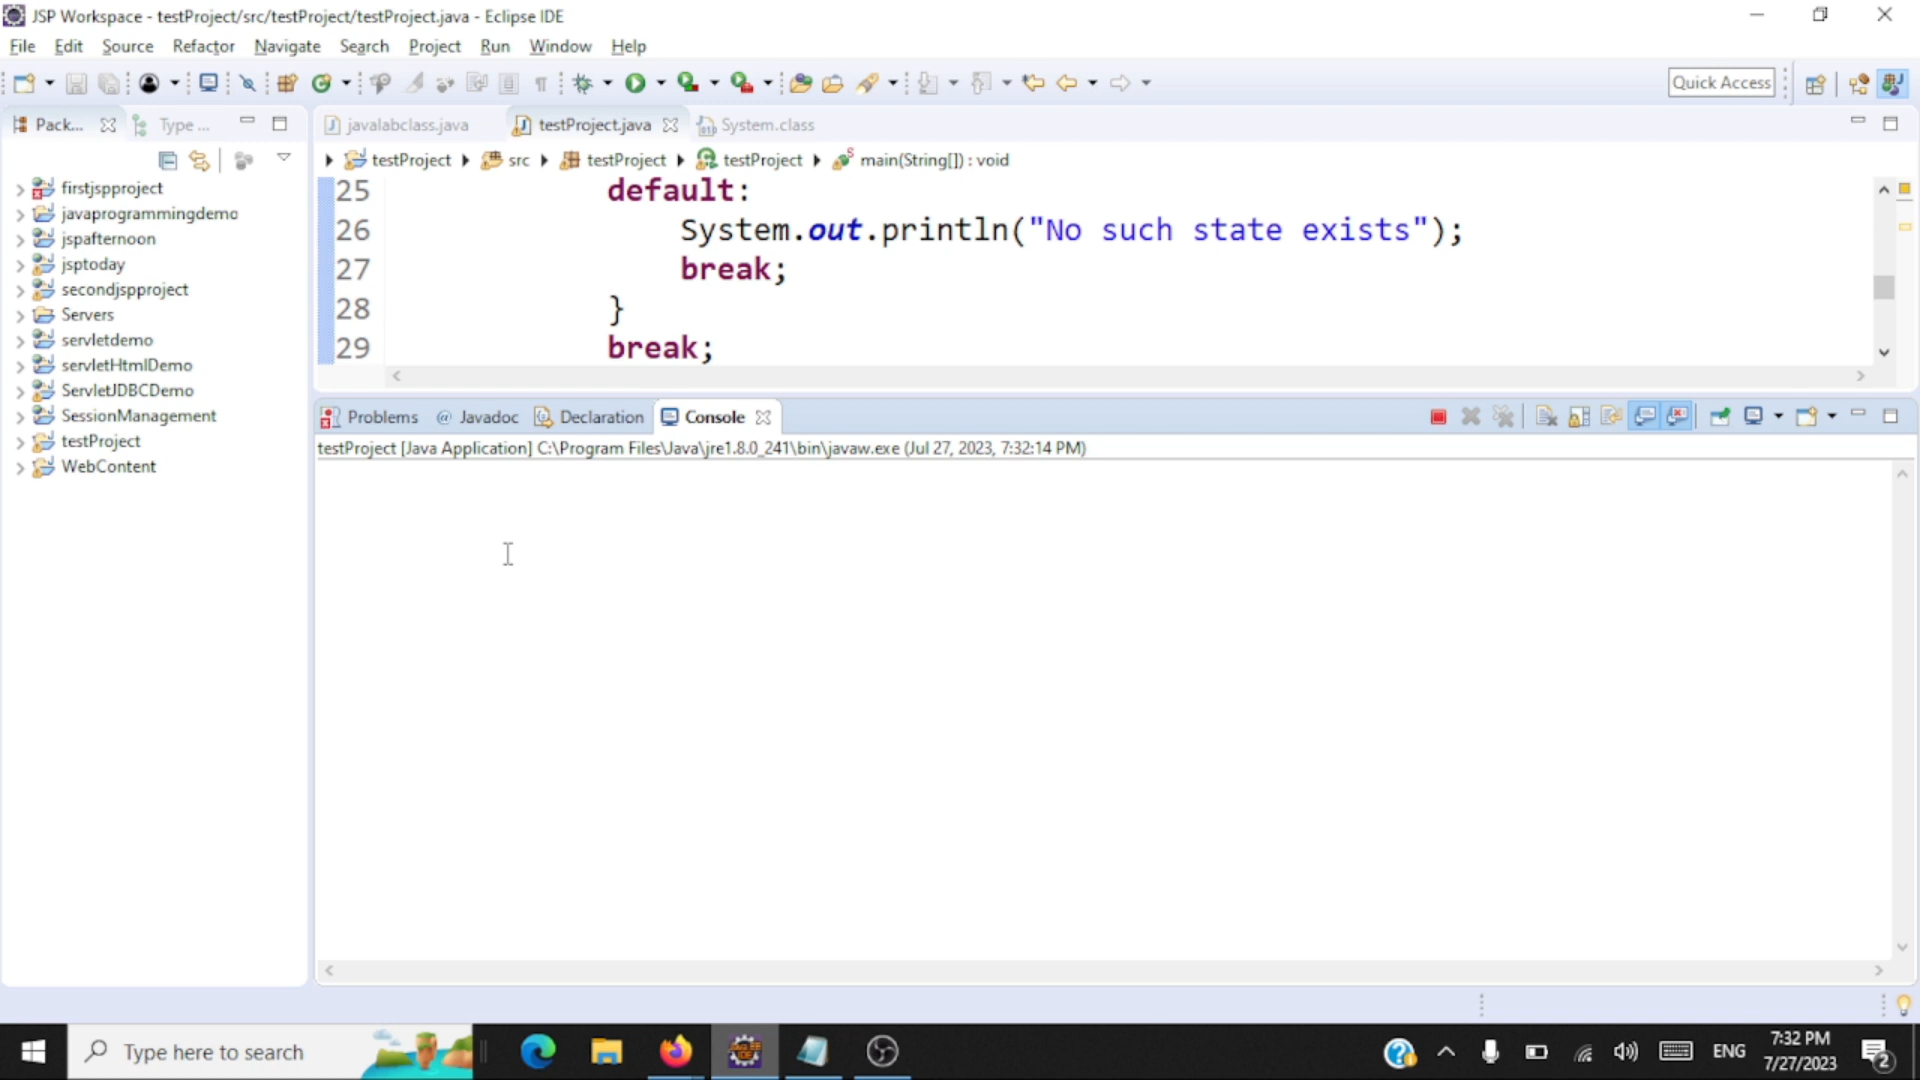 JSP Workspace - testProject/src/testProject/testProject.java - Eclipse IDE
File Edit Source Refactor Navigate Search Project Run Window Help
Quick Access
Pack... Type ...
javalabclass.java testProject.java System.class
testProject src testProject testProject main(String[]) : void
firstjspproject
javaprogrammingdemo
jspafternoon
jsptoday
secondjspproject
Servers
servletdemo
servletHtmlDemo
ServletJDBCDemo
SessionManagement
testProject
WebContent
25 default:
26 System.out.println("No such state exists");
27 break;
28 }
29 break;
Problems @ Javadoc Declaration Console
testProject [Java Application] C:\Program Files\Java\jre1.8.0_241\bin\javaw.exe (Jul 27, 2023, 7:32:14 PM)
Type here to search
ENG
7:32 PM
7/27/2023
2